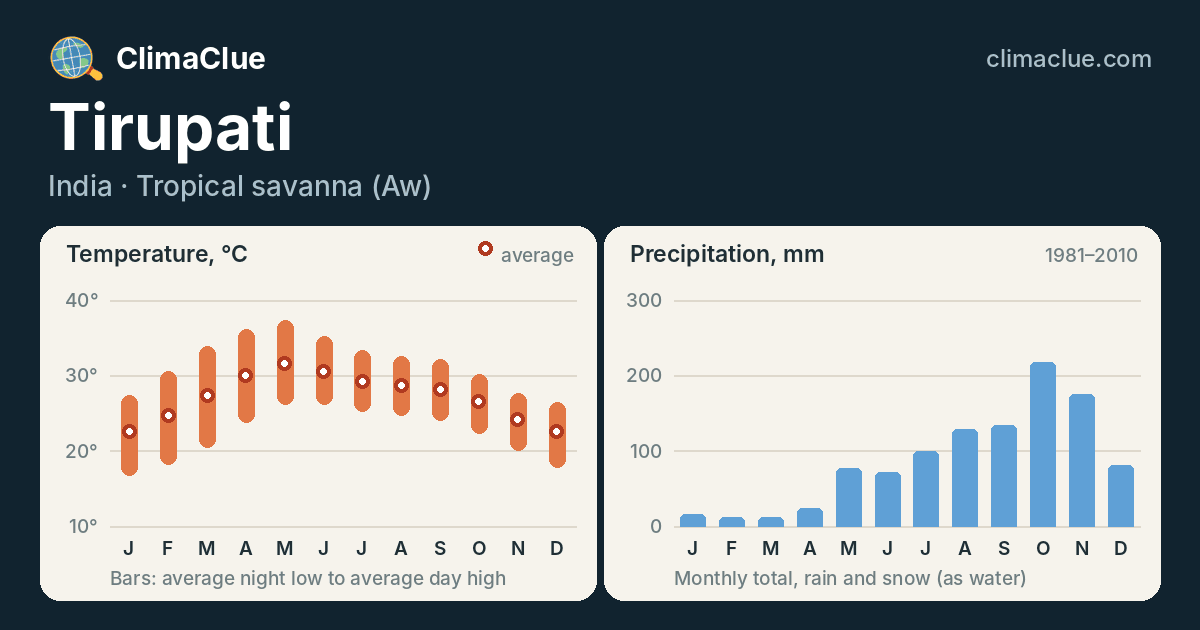 ClimaClue
climaclue.com
Tirupati
India · Tropical savanna (Aw)
Temperature, °C
average
40°
30°
20°
10°
J F M A M J J A S O N D
Bars: average night low to average day high
Precipitation, mm
1981–2010
300
200
100
0
J F M A M J J A S O N D
Monthly total, rain and snow (as water)